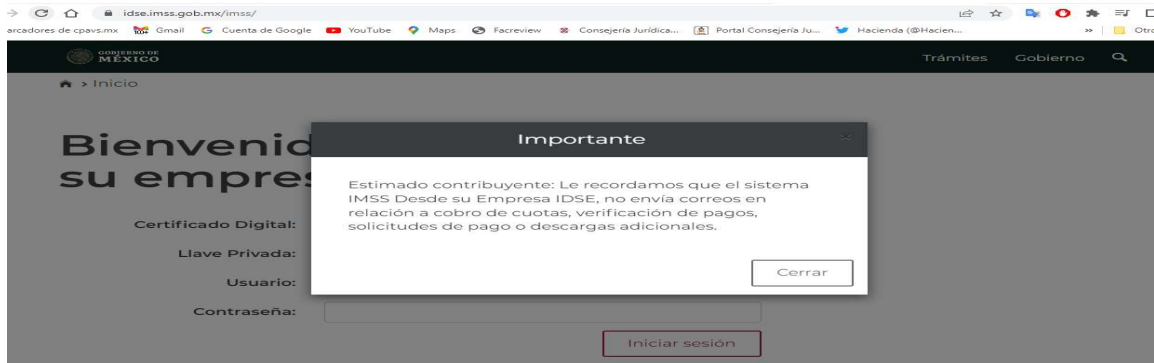 idse.imss.gob.mx/imss/
arcadores de cpavs.mx Gmail Cuenta de Google YouTube Maps Facreview Consejería Jurídica... Portal Consejería Ju... Hacienda (@Hacien... » Otro
GOBIERNO DE
MÉXICO
Trámites Gobierno
> Inicio
Bienvenid
su empres
Importante ×
Estimado contribuyente: Le recordamos que el sistema
IMSS Desde su Empresa IDSE, no envía correos en
relación a cobro de cuotas, verificación de pagos,
solicitudes de pago o descargas adicionales.
Cerrar
Certificado Digital:
Llave Privada:
Usuario:
Contraseña:
Iniciar sesión